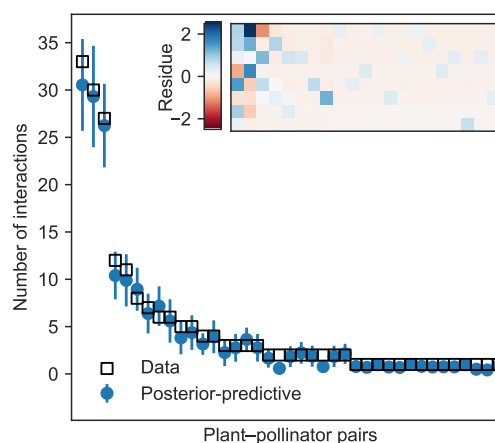 35
30
25
20
15
10
5
0
Number of interactions
Residue
2
0
−2
Data
Posterior-predictive
Plant–pollinator pairs